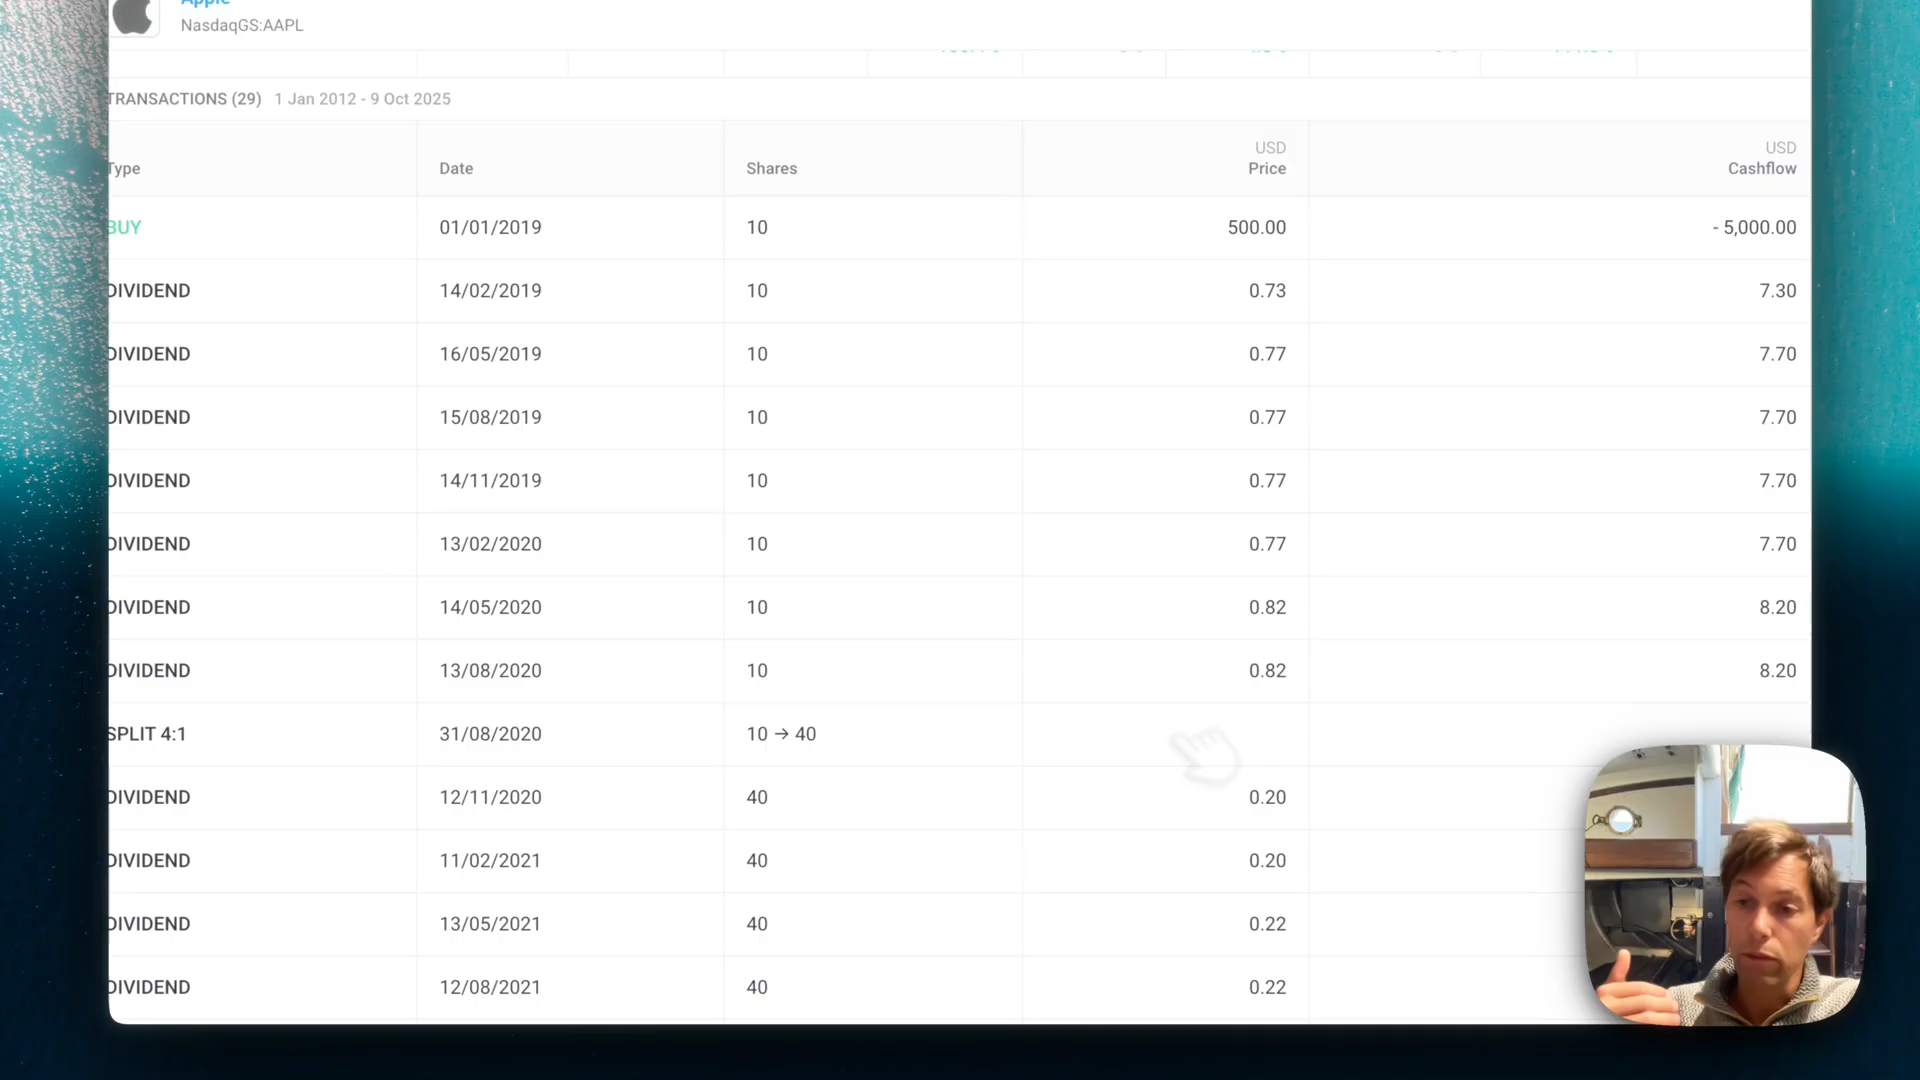 Apple
NasdaqGS:AAPL
TRANSACTIONS (29) 1 Jan 2012 - 9 Oct 2025
Type Date Shares USD Price USD Cashflow
BUY 01/01/2019 10 500.00 - 5,000.00
DIVIDEND 14/02/2019 10 0.73 7.30
DIVIDEND 16/05/2019 10 0.77 7.70
DIVIDEND 15/08/2019 10 0.77 7.70
DIVIDEND 14/11/2019 10 0.77 7.70
DIVIDEND 13/02/2020 10 0.77 7.70
DIVIDEND 14/05/2020 10 0.82 8.20
DIVIDEND 13/08/2020 10 0.82 8.20
SPLIT 4:1 31/08/2020 10 → 40
DIVIDEND 12/11/2020 40 0.20
DIVIDEND 11/02/2021 40 0.20
DIVIDEND 13/05/2021 40 0.22
DIVIDEND 12/08/2021 40 0.22